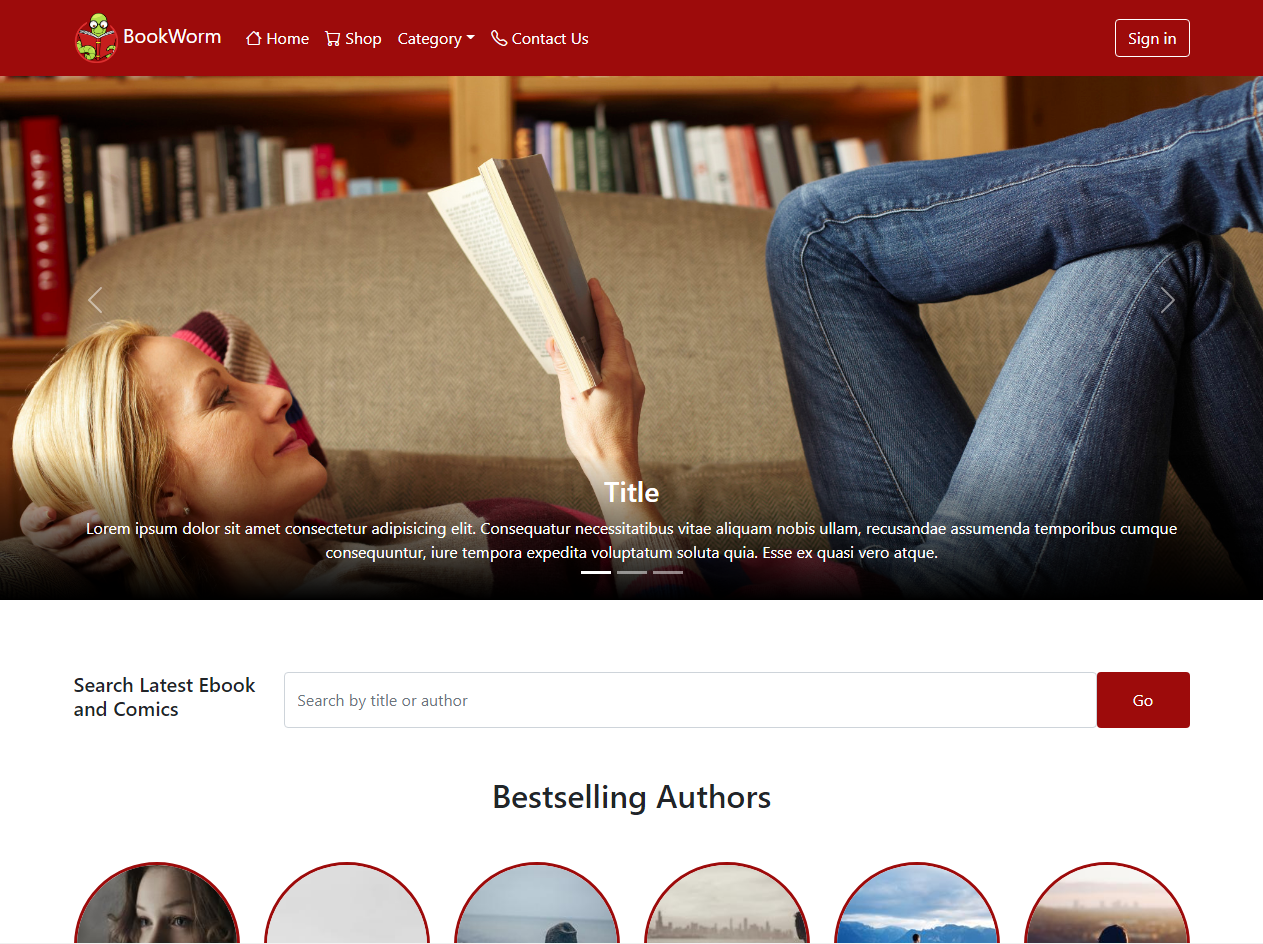 BookWorm
Home
Shop
Category
Contact Us
Sign in
Title
Lorem ipsum dolor sit amet consectetur adipisicing elit. Consequatur necessitatibus vitae aliquam nobis ullam, recusandae assumenda temporibus cumque
consequuntur, iure tempora expedita voluptatum soluta quia. Esse ex quasi vero atque.
Search Latest Ebook
and Comics
Search by title or author
Go
Bestselling Authors